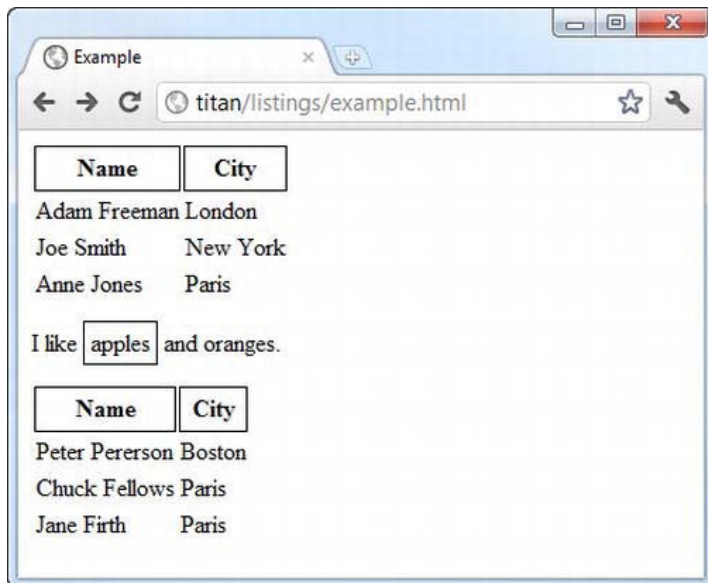 Example
titan/listings/example.html
Name City
Adam Freeman London
Joe Smith New York
Anne Jones Paris
I like apples and oranges.
Name City
Peter Pererson Boston
Chuck Fellows Paris
Jane Firth Paris